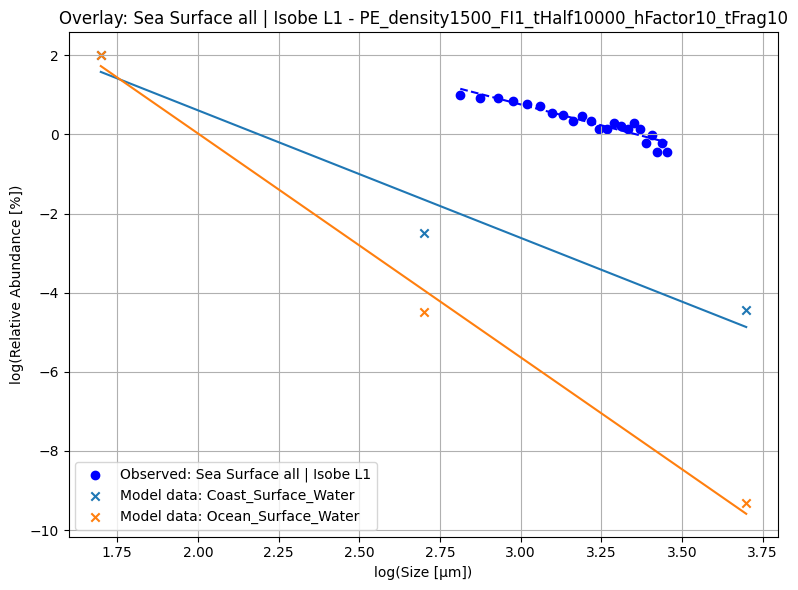 Overlay: Sea Surface all | Isobe L1 - PE_density1500_FI1_tHalf10000_hFactor10_tFrag10
log(Relative Abundance [%])
2
0
−2
−4
−6
−8
−10
Observed: Sea Surface all | Isobe L1
Model data: Coast_Surface_Water
Model data: Ocean_Surface_Water
1.75 2.00 2.25 2.50 2.75 3.00 3.25 3.50 3.75
log(Size [µm])